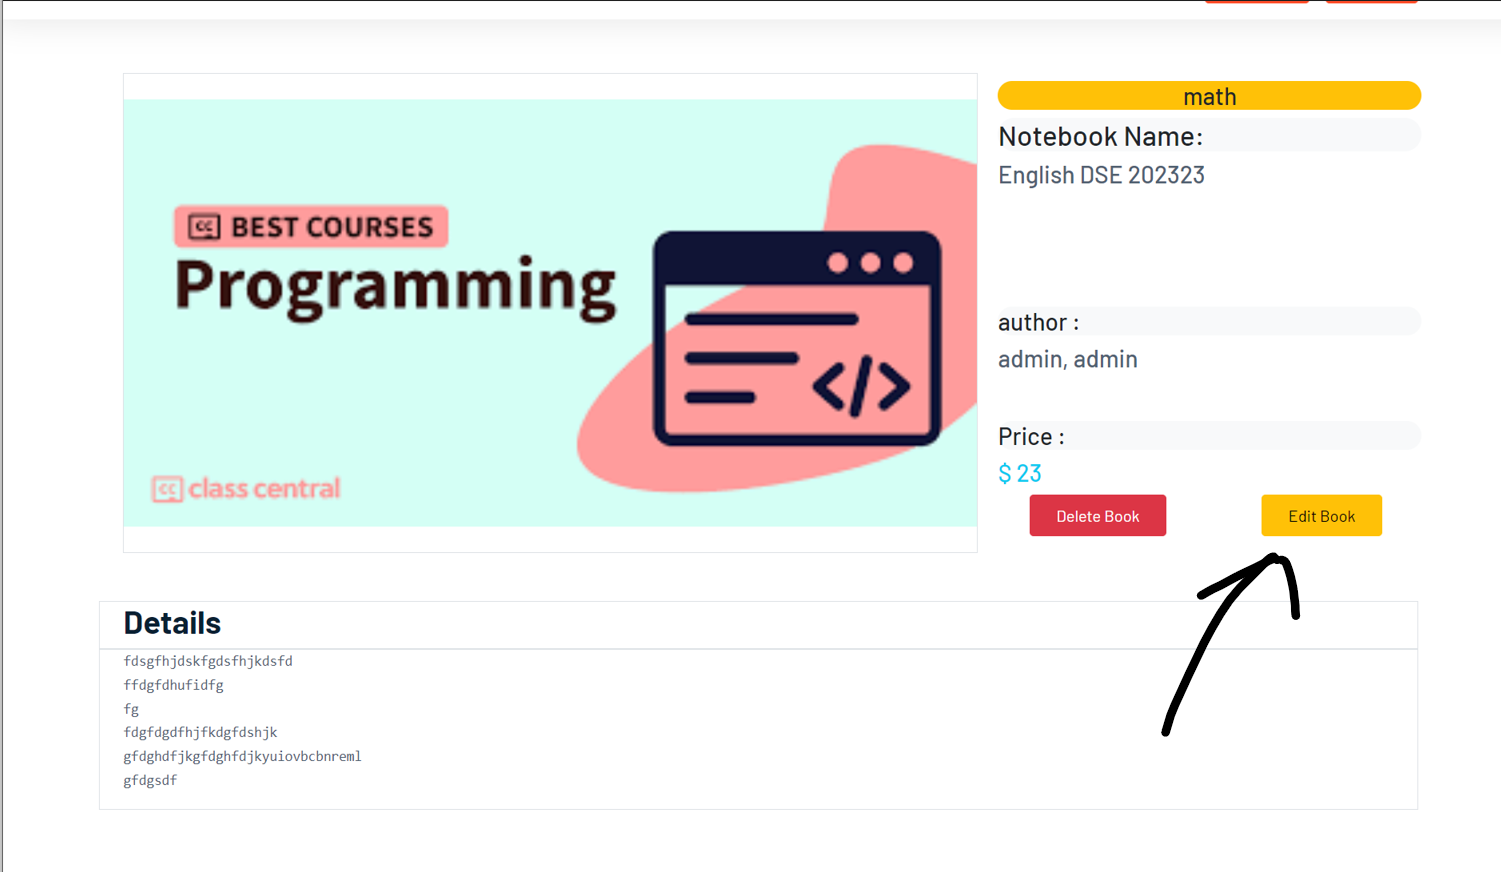 BEST COURSES
Programming
class central
math
Notebook Name:
English DSE 202323
author :
admin, admin
Price :
$ 23
Delete Book
Edit Book
Details
fdsgfhjdskfgdsfhjkdsfd
ffdgfdhufidfg
fg
fdgfdgdfhjfkdgfdshjk
gfdghdfjkgfdghfdjkyuiovbcbnreml
gfdgsdf